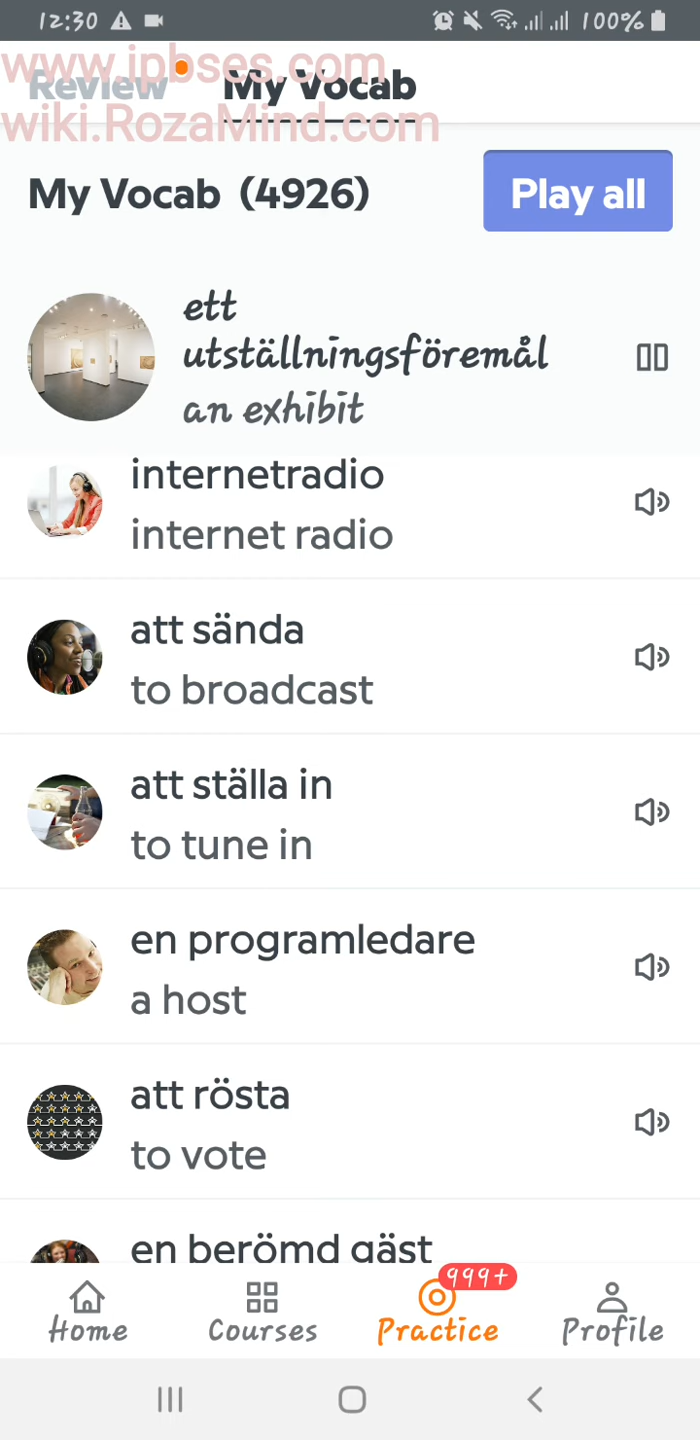 12:30 100%
www.ipbses.com
Review My Vocab
wiki.RozaMind.com
My Vocab (4926) Play all
ett
utställningsföremål
an exhibit
internetradio
internet radio
att sända
to broadcast
att ställa in
to tune in
en programledare
a host
att rösta
to vote
en berömd gäst
999+
Home Courses Practice Profile